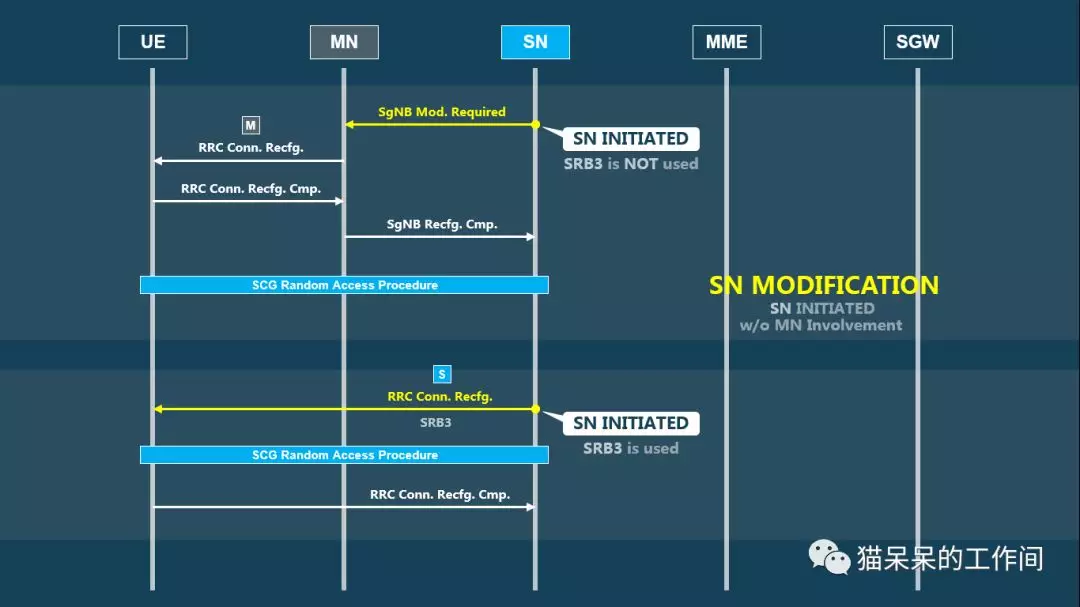 UE
MN
SN
MME
SGW
SgNB Mod. Required
SN INITIATED
SRB3 is NOT used
M
RRC Conn. Recfg.
RRC Conn. Recfg. Cmp.
SgNB Recfg. Cmp.
SCG Random Access Procedure
SN MODIFICATION
SN INITIATED
w/o MN Involvement
S
RRC Conn. Recfg.
SRB3
SN INITIATED
SRB3 is used
SCG Random Access Procedure
RRC Conn. Recfg. Cmp.
猫呆呆的工作间